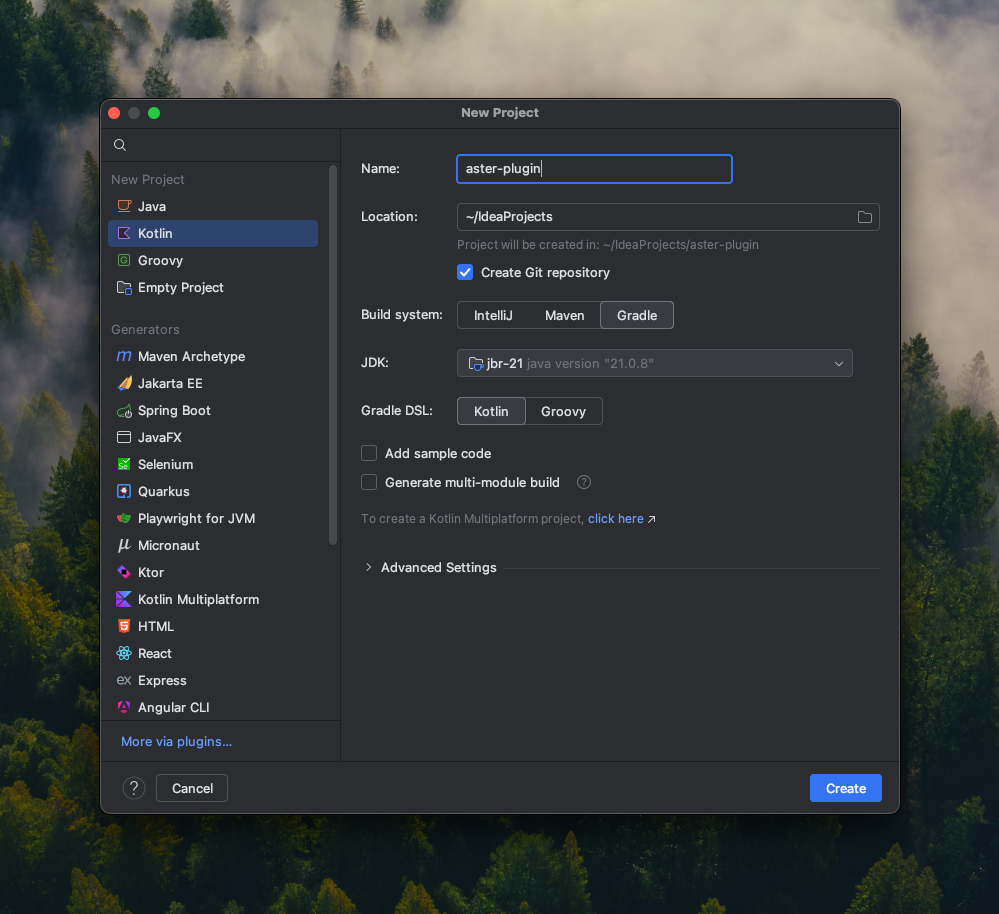 New Project
New Project
Java
Kotlin
Groovy
Empty Project
Generators
Maven Archetype
Jakarta EE
Spring Boot
JavaFX
Selenium
Quarkus
Playwright for JVM
Micronaut
Ktor
Kotlin Multiplatform
HTML
React
Express
Angular CLI
More via plugins...
Name: aster-plugin
Location: ~/IdeaProjects
Project will be created in: ~/IdeaProjects/aster-plugin
Create Git repository
Build system: IntelliJ Maven Gradle
JDK: jbr-21 java version "21.0.8"
Gradle DSL: Kotlin Groovy
Add sample code
Generate multi-module build ?
To create a Kotlin Multiplatform project, click here ↗
Advanced Settings
? Cancel Create